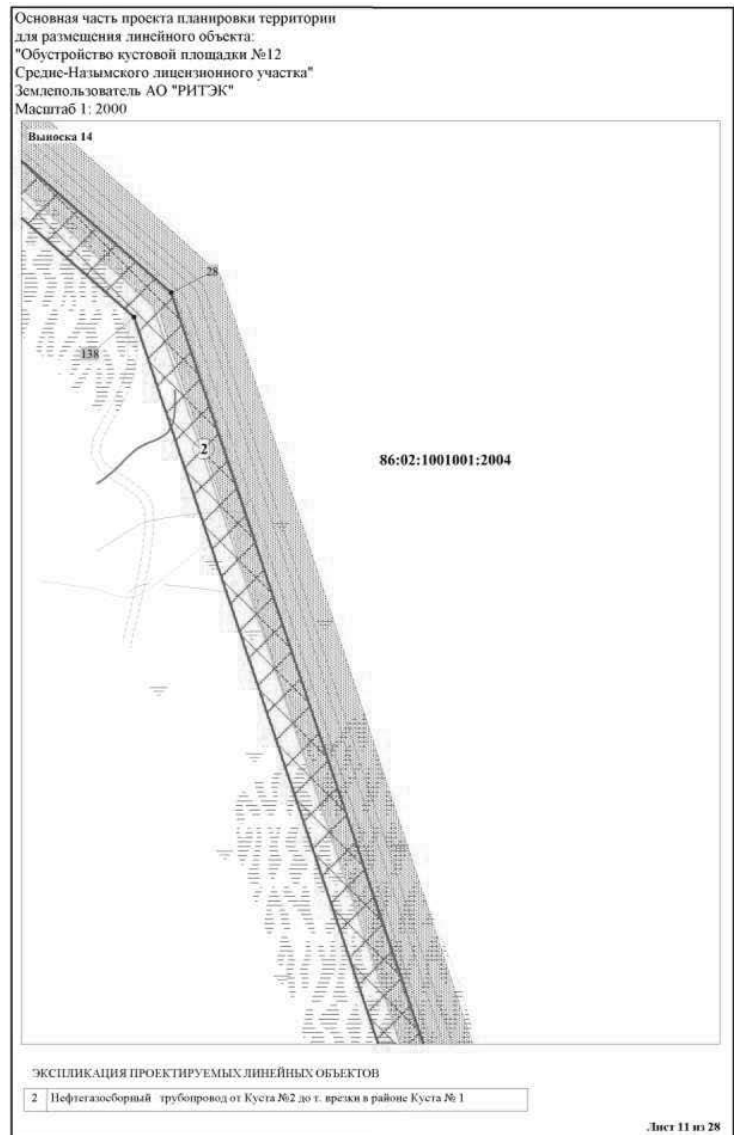 Основная часть проекта планировки территории
для размещения линейного объекта:
"Обустройство кустовой площадки №12
Средне-Назымского лицензионного участка"
Землепользователь АО "РИТЭК"
Масштаб 1: 2000
Выноска 14
28
138
2
86:02:1001001:2004
ЭКСПЛИКАЦИЯ ПРОЕКТИРУЕМЫХ ЛИНЕЙНЫХ ОБЪЕКТОВ
2 Нефтегазосборный трубопровод от Куста №2 до т. врезки в районе Куста № 1
Лист 11 из 28